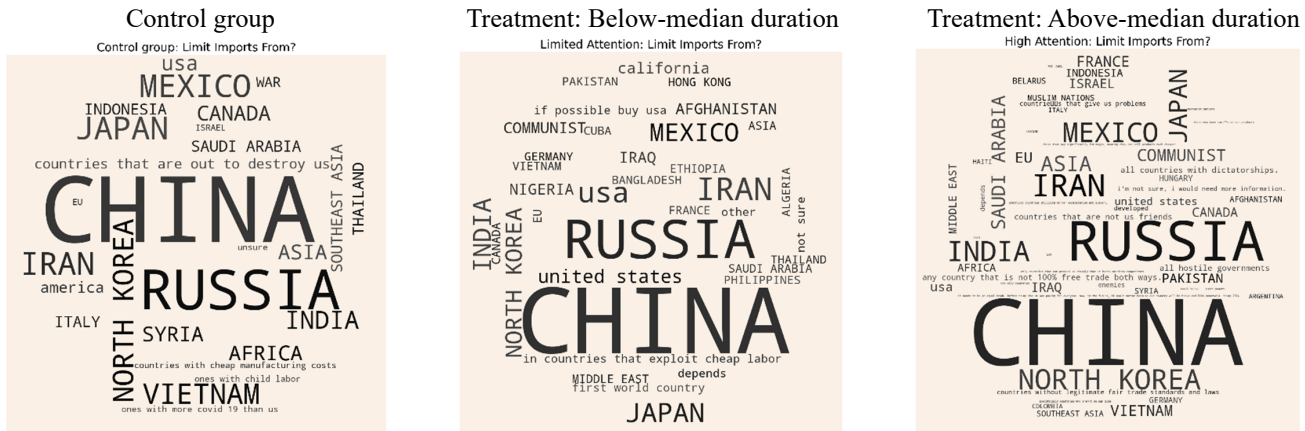 Control group
Control group: Limit Imports From?
usa
MEXICO
WAR
INDONESIA
CANADA
JAPAN
ISRAEL
SAUDI ARABIA
countries that are out to destroy us
SOUTHEAST ASIA
THAILAND
CHINA
EU
NORTH KOREA
unsure
ASIA
IRAN
america
RUSSIA
ITALY
INDIA
SYRIA
AFRICA
countries with cheap manufacturing costs
ones with child labor
VIETNAM
ones with more covid 19 than us
Treatment: Below-median duration
Limited Attention: Limit Imports From?
california
PAKISTAN
HONG KONG
if possible buy usa
AFGHANISTAN
COMMUNIST
CUBA
MEXICO
ASIA
GERMANY
VIETNAM
IRAQ
ETHIOPIA
BANGLADESH
NIGERIA
usa
IRAN
ALGERIA
INDIA
CANADA
NORTH KOREA
EU
FRANCE
other
not sure
RUSSIA
THAILAND
SAUDI ARABIA
PHILIPPINES
united states
CHINA
in countries that exploit cheap labor
depends
MIDDLE EAST
first world country
JAPAN
Treatment: Above-median duration
High Attention: Limit Imports From?
FRANCE
INDONESIA
BELARUS
ISRAEL
JAPAN
MUSLIM NATIONS
that give us problems
ITALY
SAUDI ARABIA
MEXICO
EU
ASIA
COMMUNIST
HAITI
all countries with dictatorships.
HUNGARY
MIDDLE EAST
depends
IRAN
i'm not sure, i would need more information.
united states
AFGHANISTAN
developed
CANADA
countries that are not us friends
RUSSIA
INDIA
AFRICA
all hostile governments
any country that is not 100% free trade both ways.
PAKISTAN
usa
IRAQ
enemies
SYRIA
ARGENTINA
CHINA
NORTH KOREA
countries without legitimate fair trade standards and laws
GERMANY
COLOMBIA
SOUTHEAST ASIA
VIETNAM